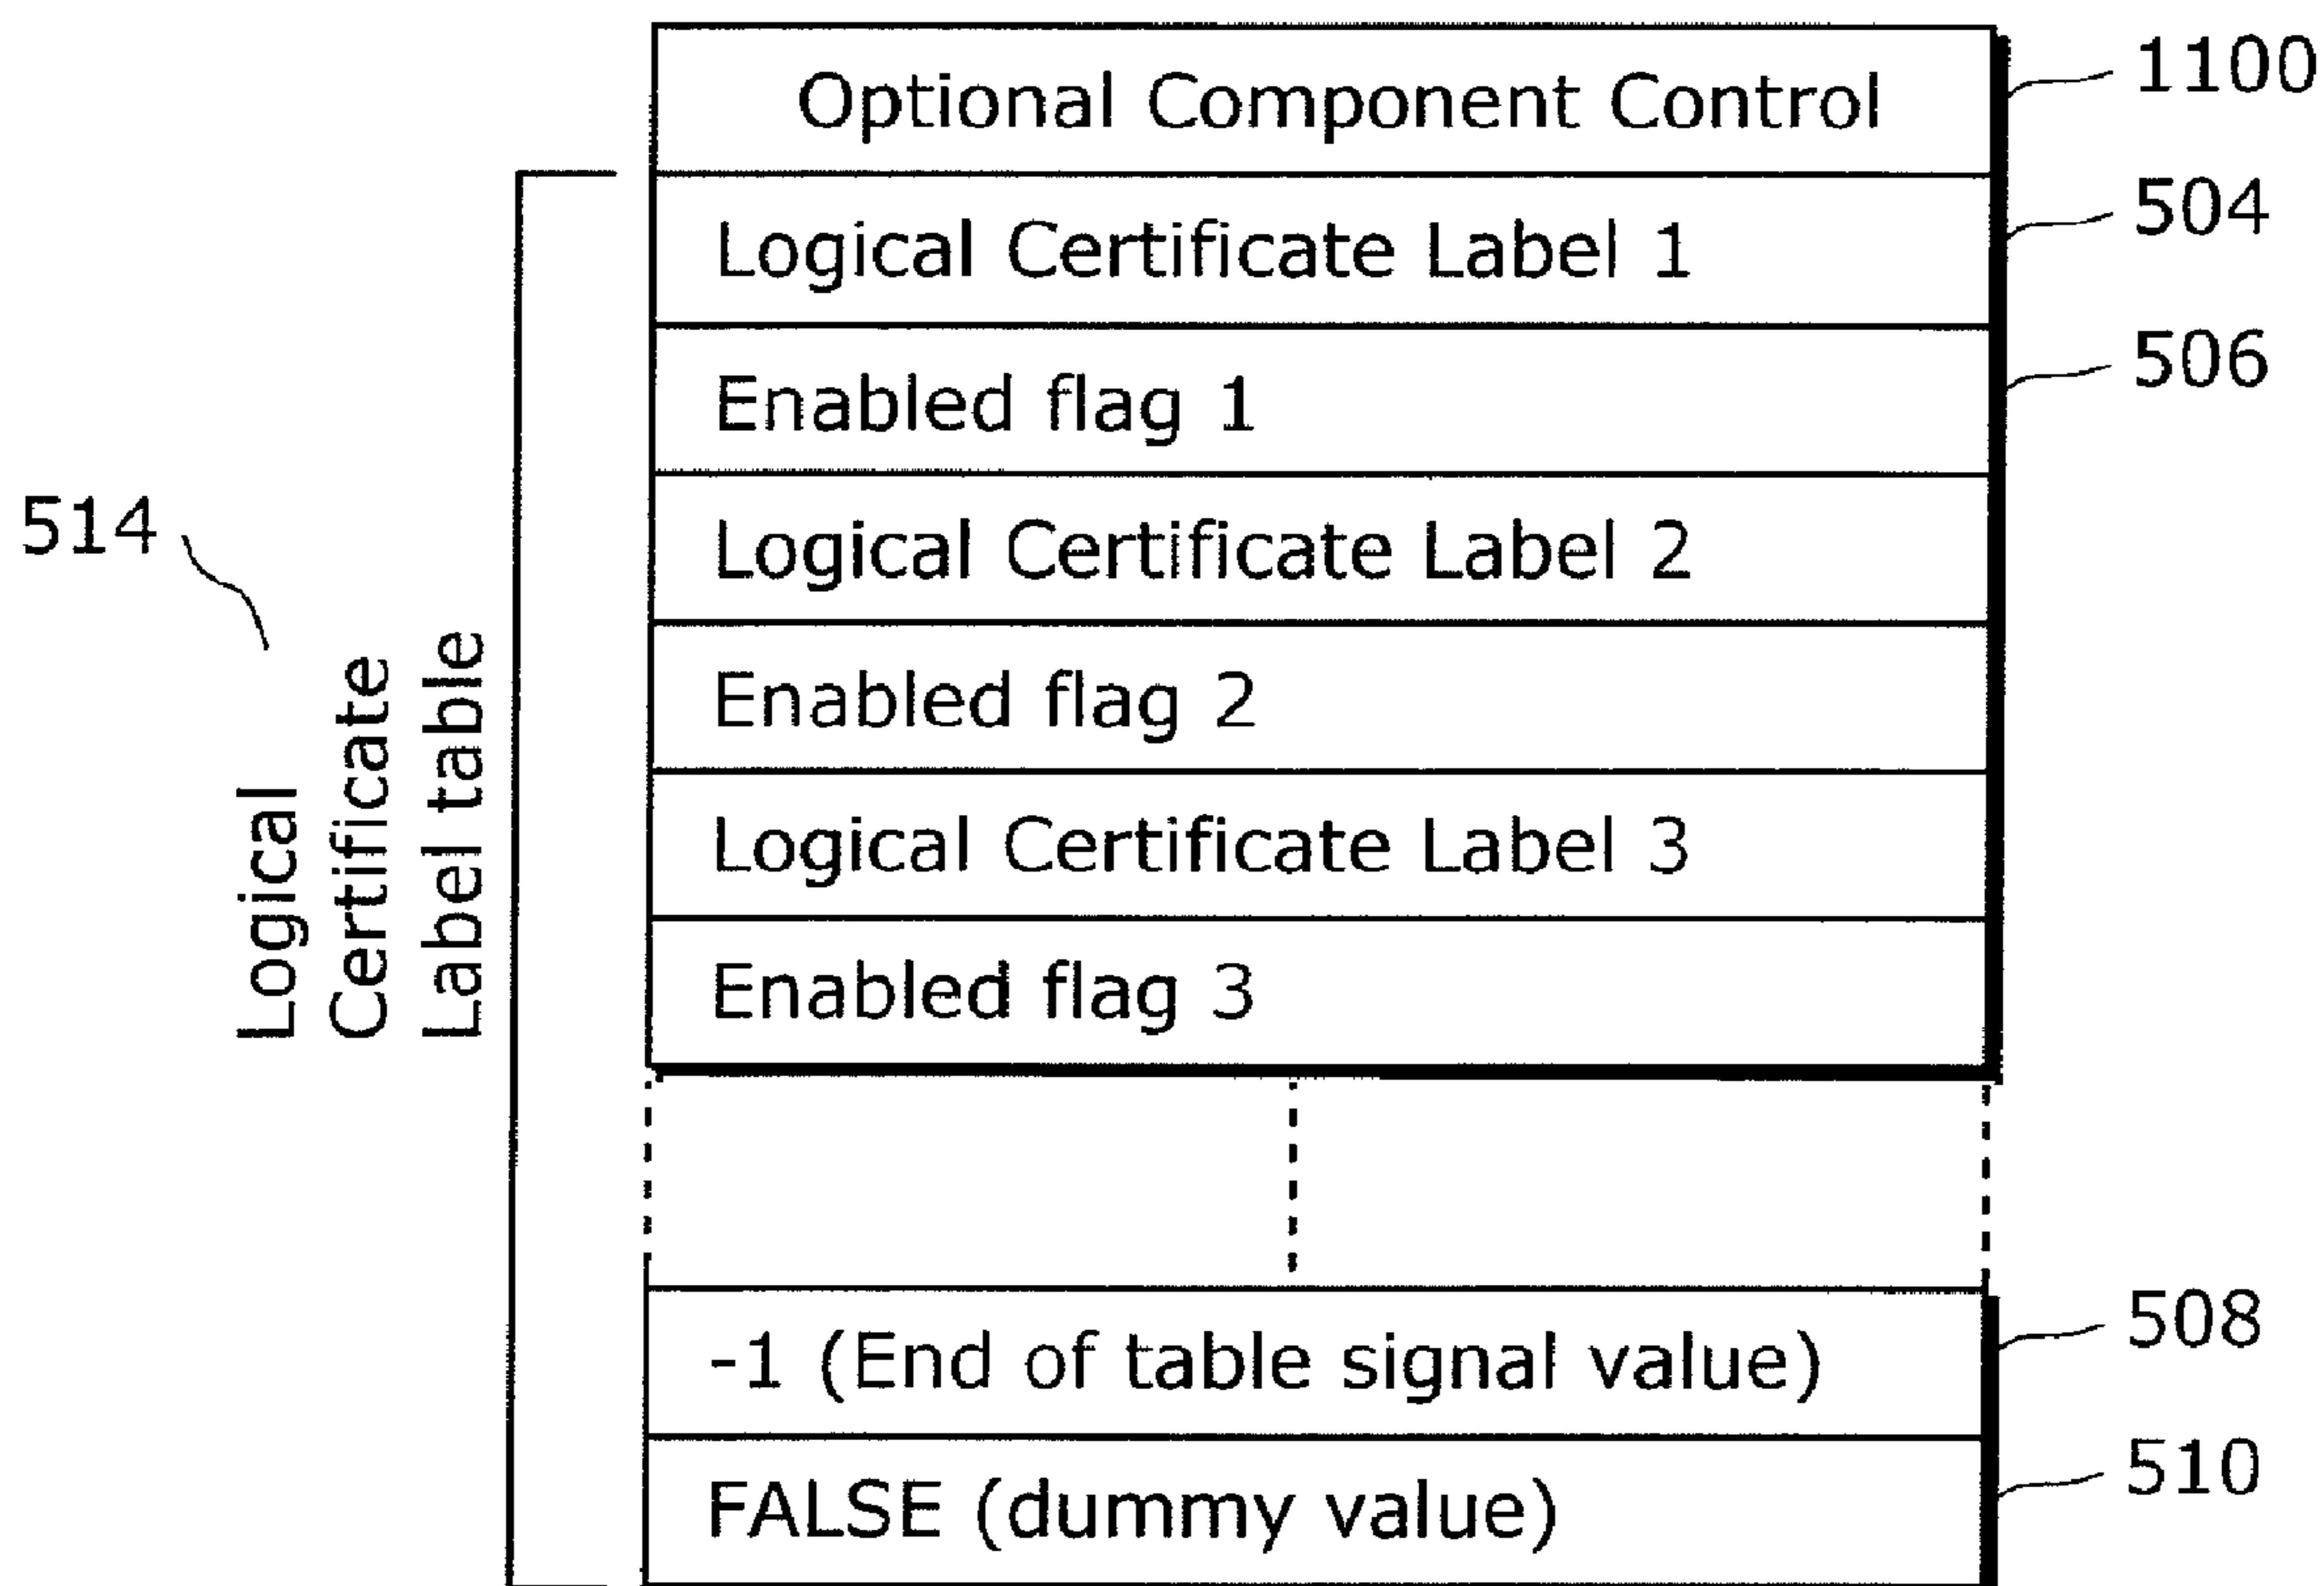 Optional Component Control
1100
Logical Certificate Label 1
504
Enabled flag 1
506
Logical Certificate Label 2
514
Enabled flag 2
Logical
Certificate
Label table
Logical Certificate Label 3
Enabled flag 3
-1 (End of table signal value)
508
FALSE (dummy value)
510